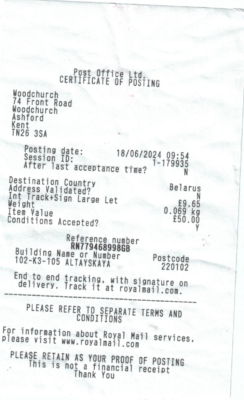 Post Office Ltd.
CERTIFICATE OF POSTING
Woodchurch
74 Front Road
Woodchurch
Ashford
Kent
TN26 3SA
Posting date: 18/06/2024 09:54
Session ID: 1-179935
After last acceptance time? N
Destination Country Belarus
Address Validated? N
Int Track+Sign Large Let £9.65
Weight 0.069 kg
Item Value £50.00
Conditions Accepted? Y
Reference number
RN779468998GB
Building Name or Number Postcode
102-K3-105 ALTAYSKAYA 220102
End to end tracking, with signature on
delivery. Track it at royalmail.com.
PLEASE REFER TO SEPARATE TERMS AND
CONDITIONS
For information about Royal Mail services,
please visit www.royalmail.com
PLEASE RETAIN AS YOUR PROOF OF POSTING
This is not a financial receipt
Thank You